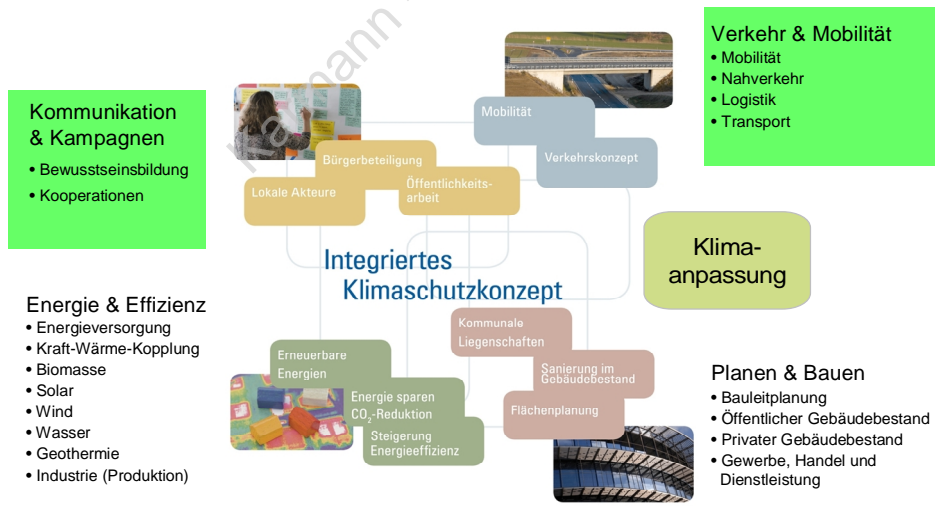 Kommunikation
& Kampagnen
• Bewusstseinsbildung
• Kooperationen
Verkehr & Mobilität
• Mobilität
• Nahverkehr
• Logistik
• Transport
Mobilität
Verkehrskonzept
Bürgerbeteiligung
Lokale Akteure
Öffentlichkeits-
arbeit
Klima-
anpassung
Integriertes
Klimaschutzkonzept
Energie & Effizienz
• Energieversorgung
• Kraft-Wärme-Kopplung
• Biomasse
• Solar
• Wind
• Wasser
• Geothermie
• Industrie (Produktion)
Erneuerbare
Energien
Energie sparen
CO₂-Reduktion
Steigerung
Energieeffizienz
Kommunale
Liegenschaften
Sanierung im
Gebäudebestand
Flächenplanung
Planen & Bauen
• Bauleitplanung
• Öffentlicher Gebäudebestand
• Privater Gebäudebestand
• Gewerbe, Handel und
Dienstleistung